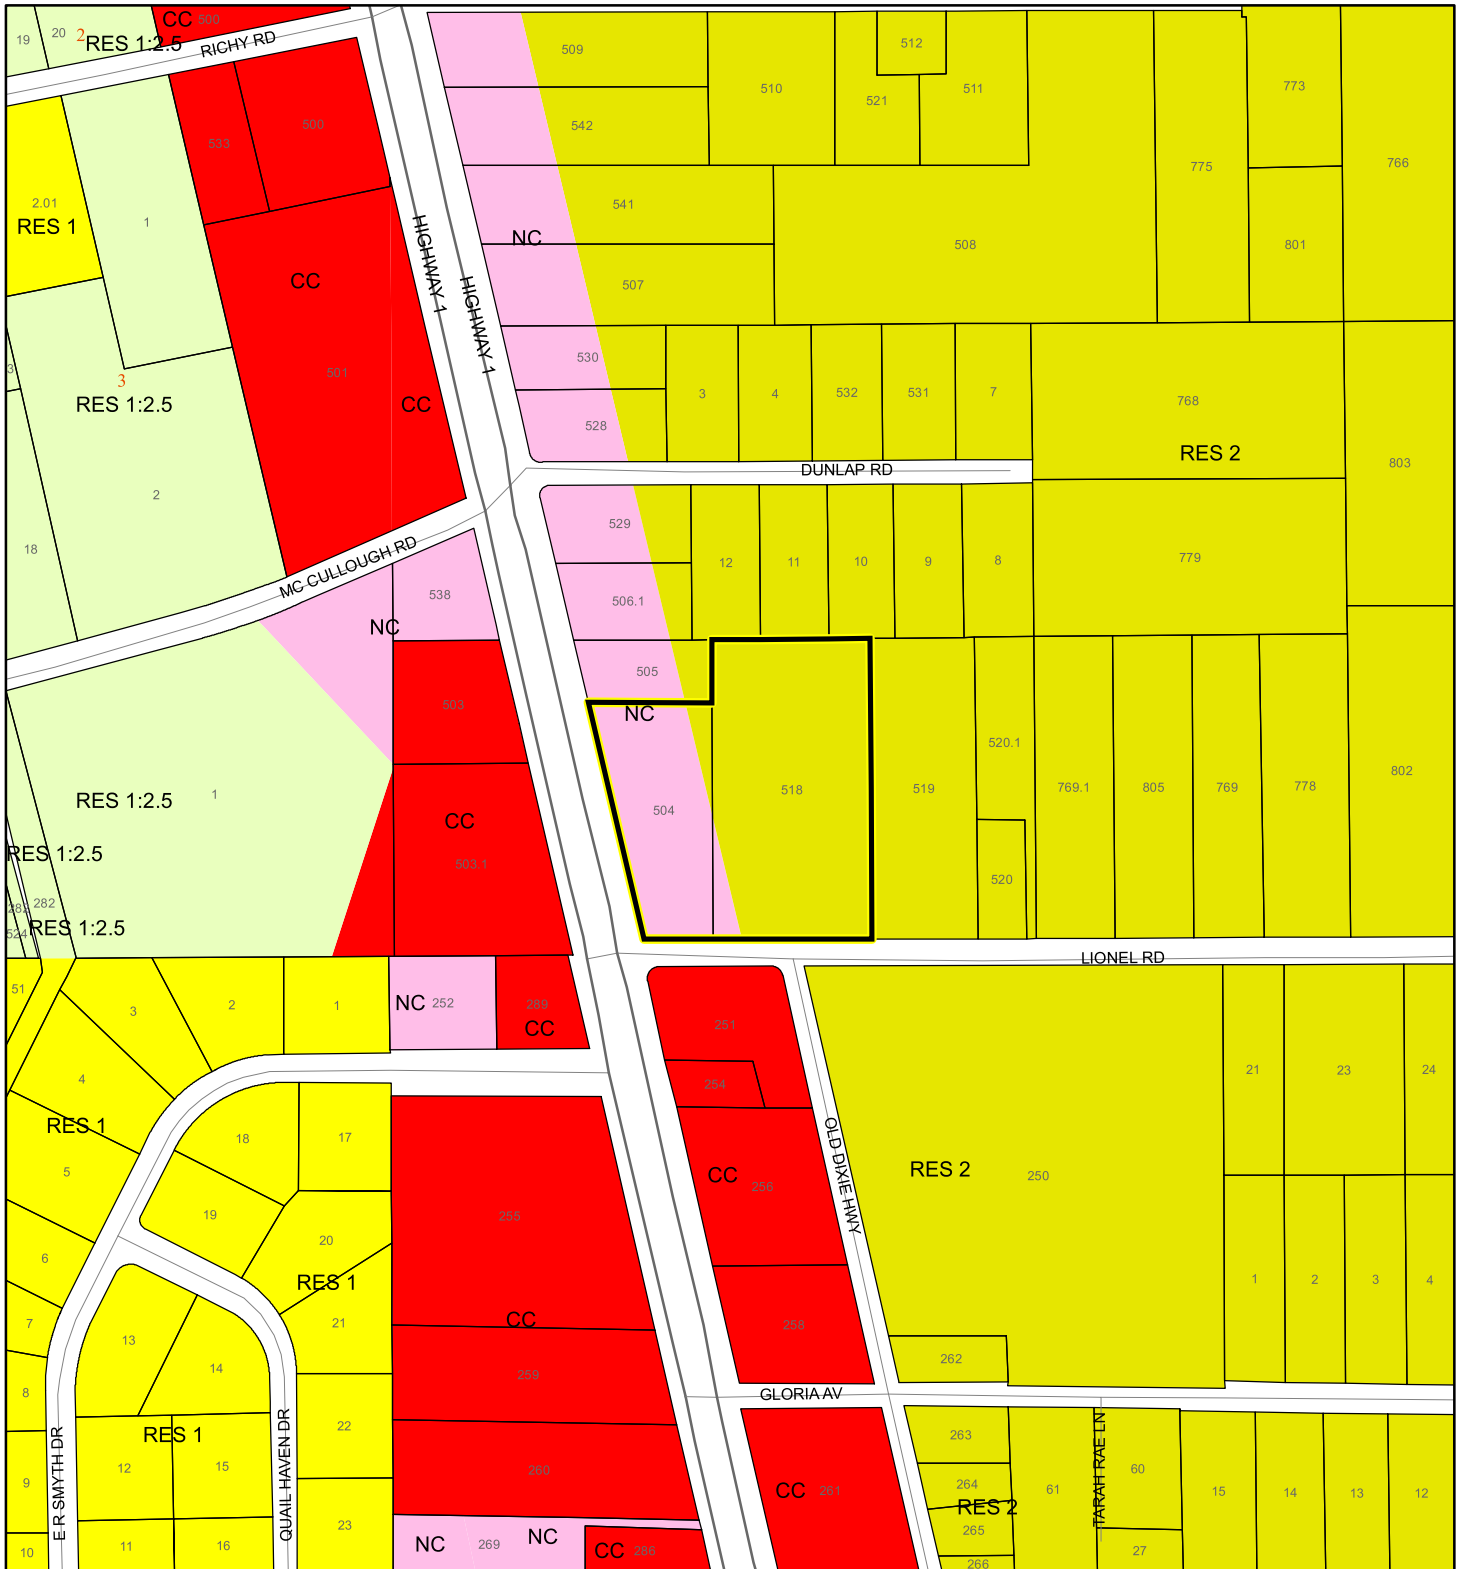 CC 500
19
20
2
RES 1:2.5
RICHY RD
509
512
510
521
511
773
533
500
542
775
766
2.01
RES 1
1
541
NC
508
801
HIGHWAY 1
HIGHWAY 1
CC
507
3
3
RES 1:2.5
501
CC
530
528
3
4
532
531
7
768
RES 2
803
DUNLAP RD
2
18
MC CULLOUGH RD
529
12
11
10
9
8
779
538
NC
506.1
505
503
NC
520.1
RES 1:2.5
1
504
518
519
769.1
805
769
778
802
CC
RES 1:2.5
503.1
520
282
282
RES 1:2.5
524
LIONEL RD
51
3
2
1
NC 252
289
CC
251
4
254
21
23
24
RES 1
18
17
OLD DIXIE HWY
5
CC
256
RES 2
250
19
255
20
6
RES 1
1
2
3
4
7
13
21
CC
258
14
262
8
259
GLORIA AV
22
RES 1
E R SMYTH DR
QUAIL HAVEN DR
263
TARAH RAE LN
12
15
9
260
CC 261
264
RES 2
61
60
15
14
13
12
265
23
NC
269
NC
CC 286
10
11
16
27
266